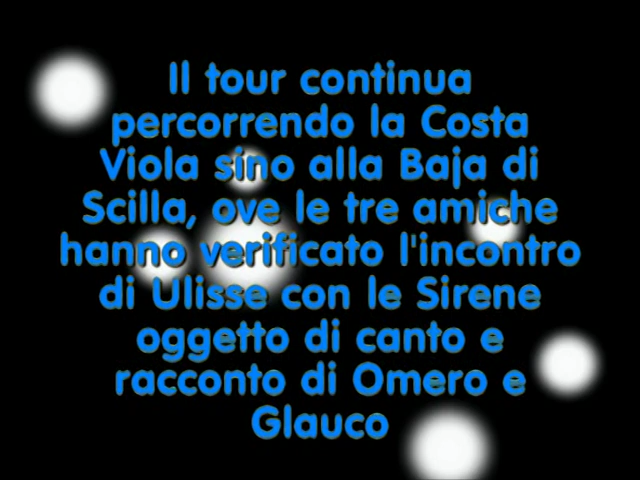 Il tour continua
percorrendo la Costa
Viola sino alla Baja di
Scilla, ove le tre amiche
hanno verificato l'incontro
di Ulisse con le Sirene
oggetto di canto e
racconto di Omero e
Glauco